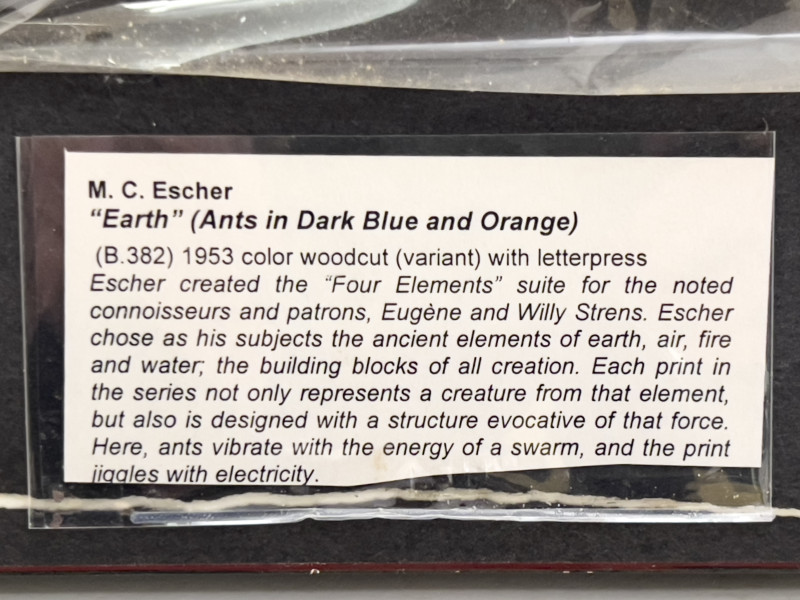 M. C. Escher
“Earth” (Ants in Dark Blue and Orange)
(B.382) 1953 color woodcut (variant) with letterpress
Escher created the “Four Elements” suite for the noted
connoisseurs and patrons, Eugène and Willy Strens. Escher
chose as his subjects the ancient elements of earth, air, fire
and water; the building blocks of all creation. Each print in
the series not only represents a creature from that element,
but also is designed with a structure evocative of that force.
Here, ants vibrate with the energy of a swarm, and the print
jiggles with electricity.